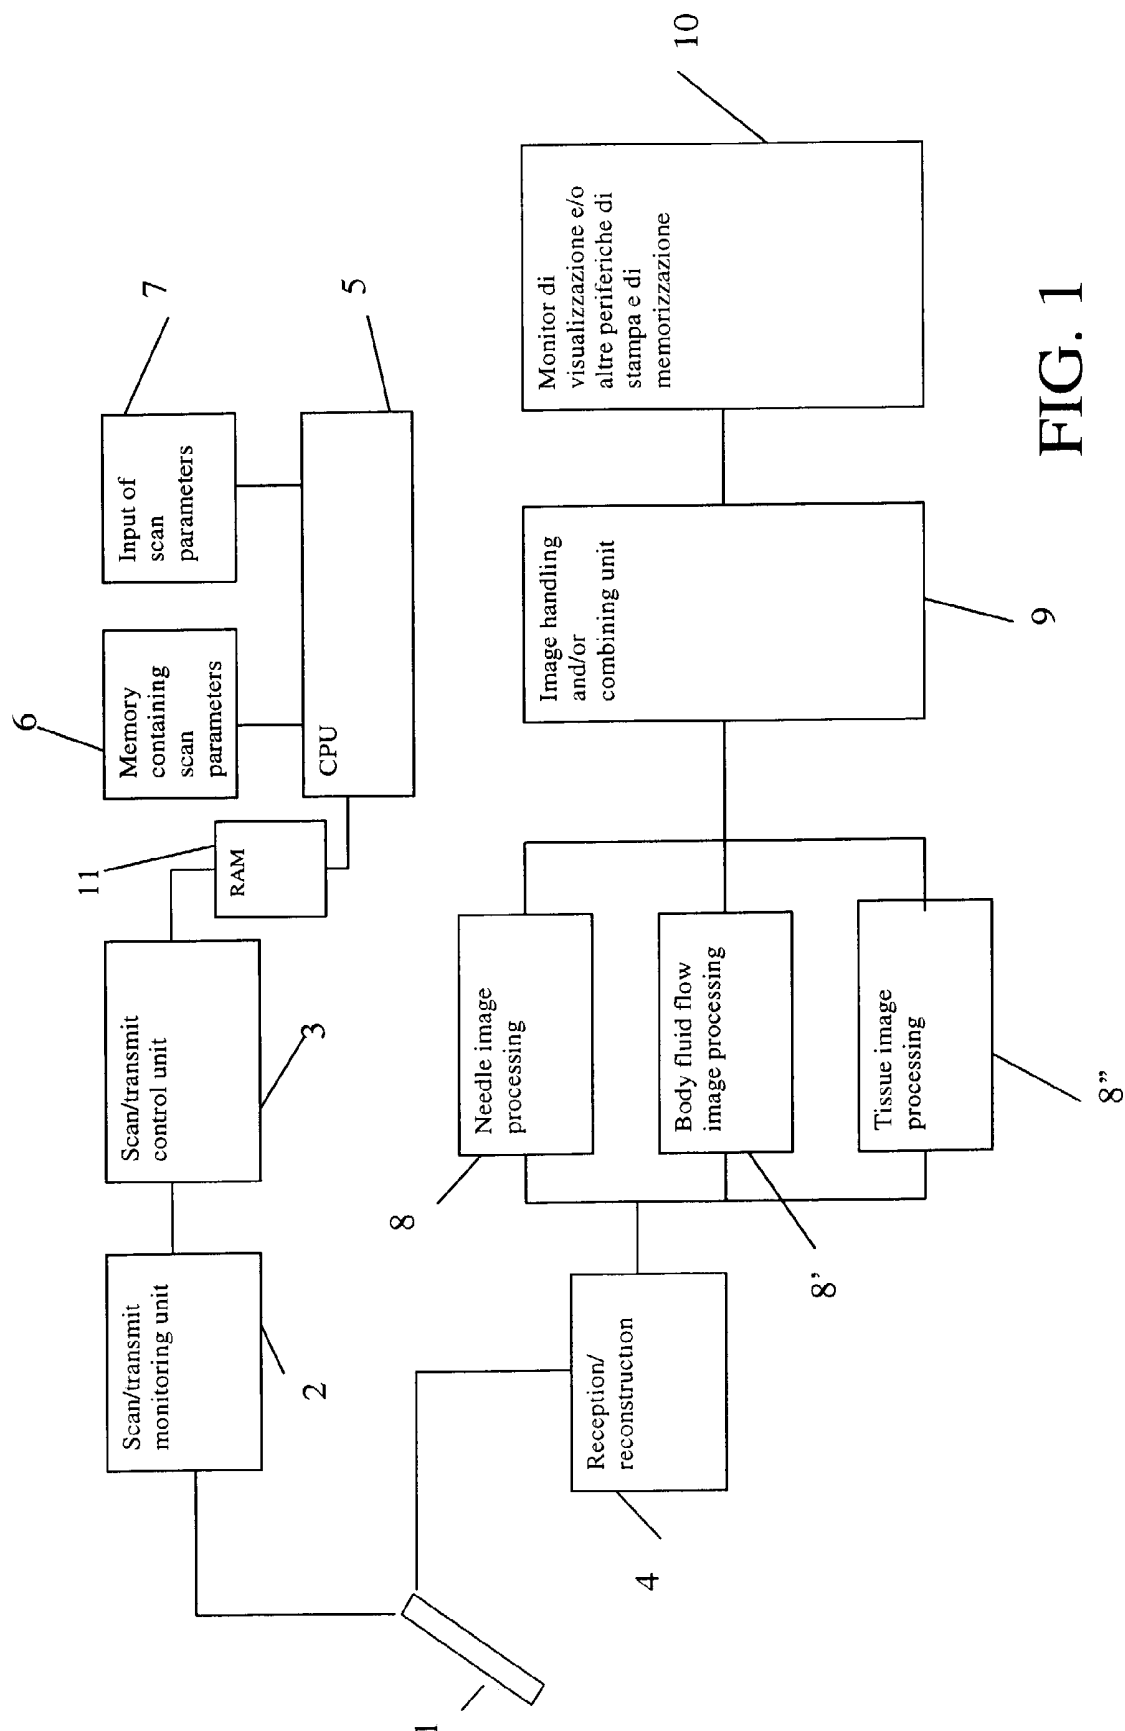 6
7
Memory
containing
scan
parameters
Input of
scan
parameters
11
RAM
CPU
5
Scan/transmit
monitoring unit
2
Scan/transmit
control unit
3
1
Reception/
reconstruction
4
Needle image
processing
8
Body fluid flow
image processing
8'
Tissue image
processing
8”
Image handling
and/or
combining unit
9
Monitor di
visualizzazione e/o
altre periferiche di
stampa e di
memorizzazione
10
FIG. 1